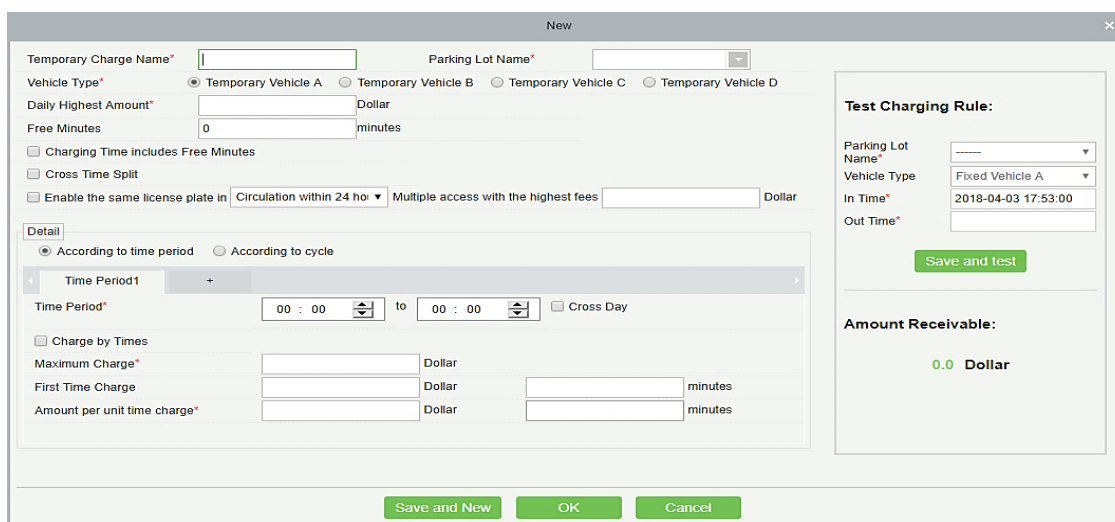 New
Temporary Charge Name* Parking Lot Name*
Vehicle Type* Temporary Vehicle A Temporary Vehicle B Temporary Vehicle C Temporary Vehicle D
Daily Highest Amount* Dollar
Free Minutes 0 minutes
Charging Time includes Free Minutes
Cross Time Split
Enable the same license plate in Circulation within 24 hou Multiple access with the highest fees Dollar
Detail
According to time period According to cycle
Time Period1 +
Time Period* 00 : 00 to 00 : 00 Cross Day
Charge by Times
Maximum Charge* Dollar
First Time Charge Dollar minutes
Amount per unit time charge* Dollar minutes
Test Charging Rule:
Parking Lot
Name* ------
Vehicle Type Fixed Vehicle A
In Time* 2018-04-03 17:53:00
Out Time*
Save and test
Amount Receivable:
0.0 Dollar
Save and New OK Cancel